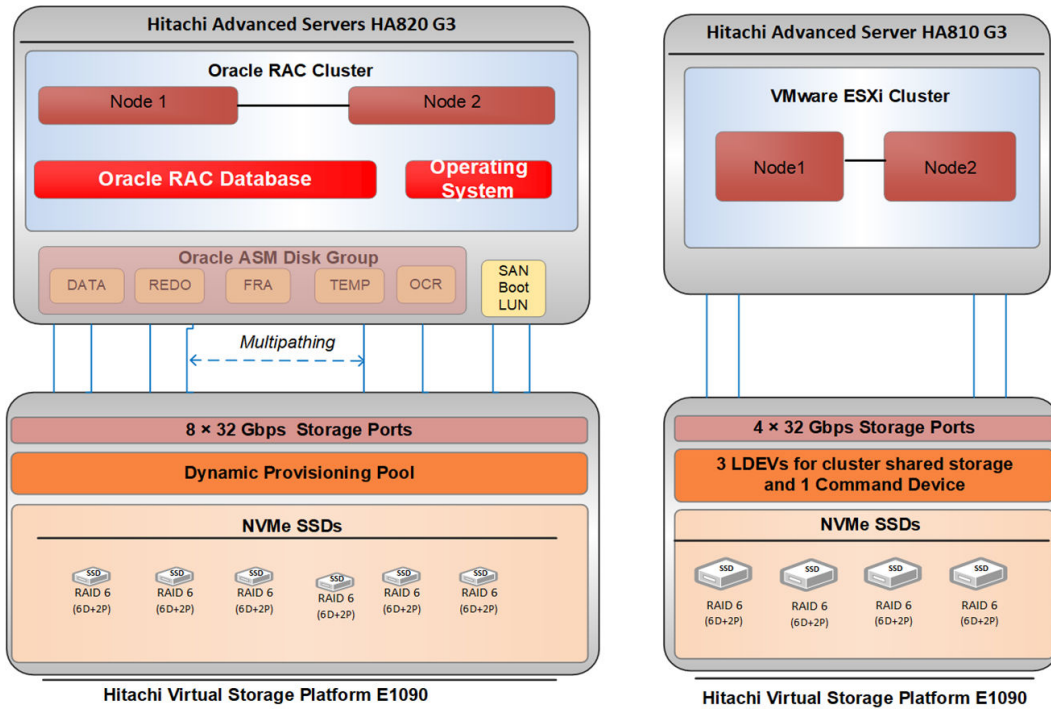 Hitachi Advanced Servers HA820 G3
Oracle RAC Cluster
Node 1
Node 2
Oracle RAC Database
Operating
System
Oracle ASM Disk Group
DATA
REDO
FRA
TEMP
OCR
SAN
Boot
LUN
Multipathing
8 × 32 Gbps Storage Ports
Dynamic Provisioning Pool
NVMe SSDs
SSD
RAID 6
(6D+2P)
SSD
RAID 6
(6D+2P)
SSD
RAID 6
(6D+2P)
SSD
RAID 6
(6D+2P)
SSD
RAID 6
(6D+2P)
SSD
RAID 6
(6D+2P)
Hitachi Virtual Storage Platform E1090
Hitachi Advanced Server HA810 G3
VMware ESXi Cluster
Node1
Node2
4 × 32 Gbps Storage Ports
3 LDEVs for cluster shared storage
and 1 Command Device
NVMe SSDs
SSD
RAID 6
(6D+2P)
SSD
RAID 6
(6D+2P)
SSD
RAID 6
(6D+2P)
SSD
RAID 6
(6D+2P)
Hitachi Virtual Storage Platform E1090